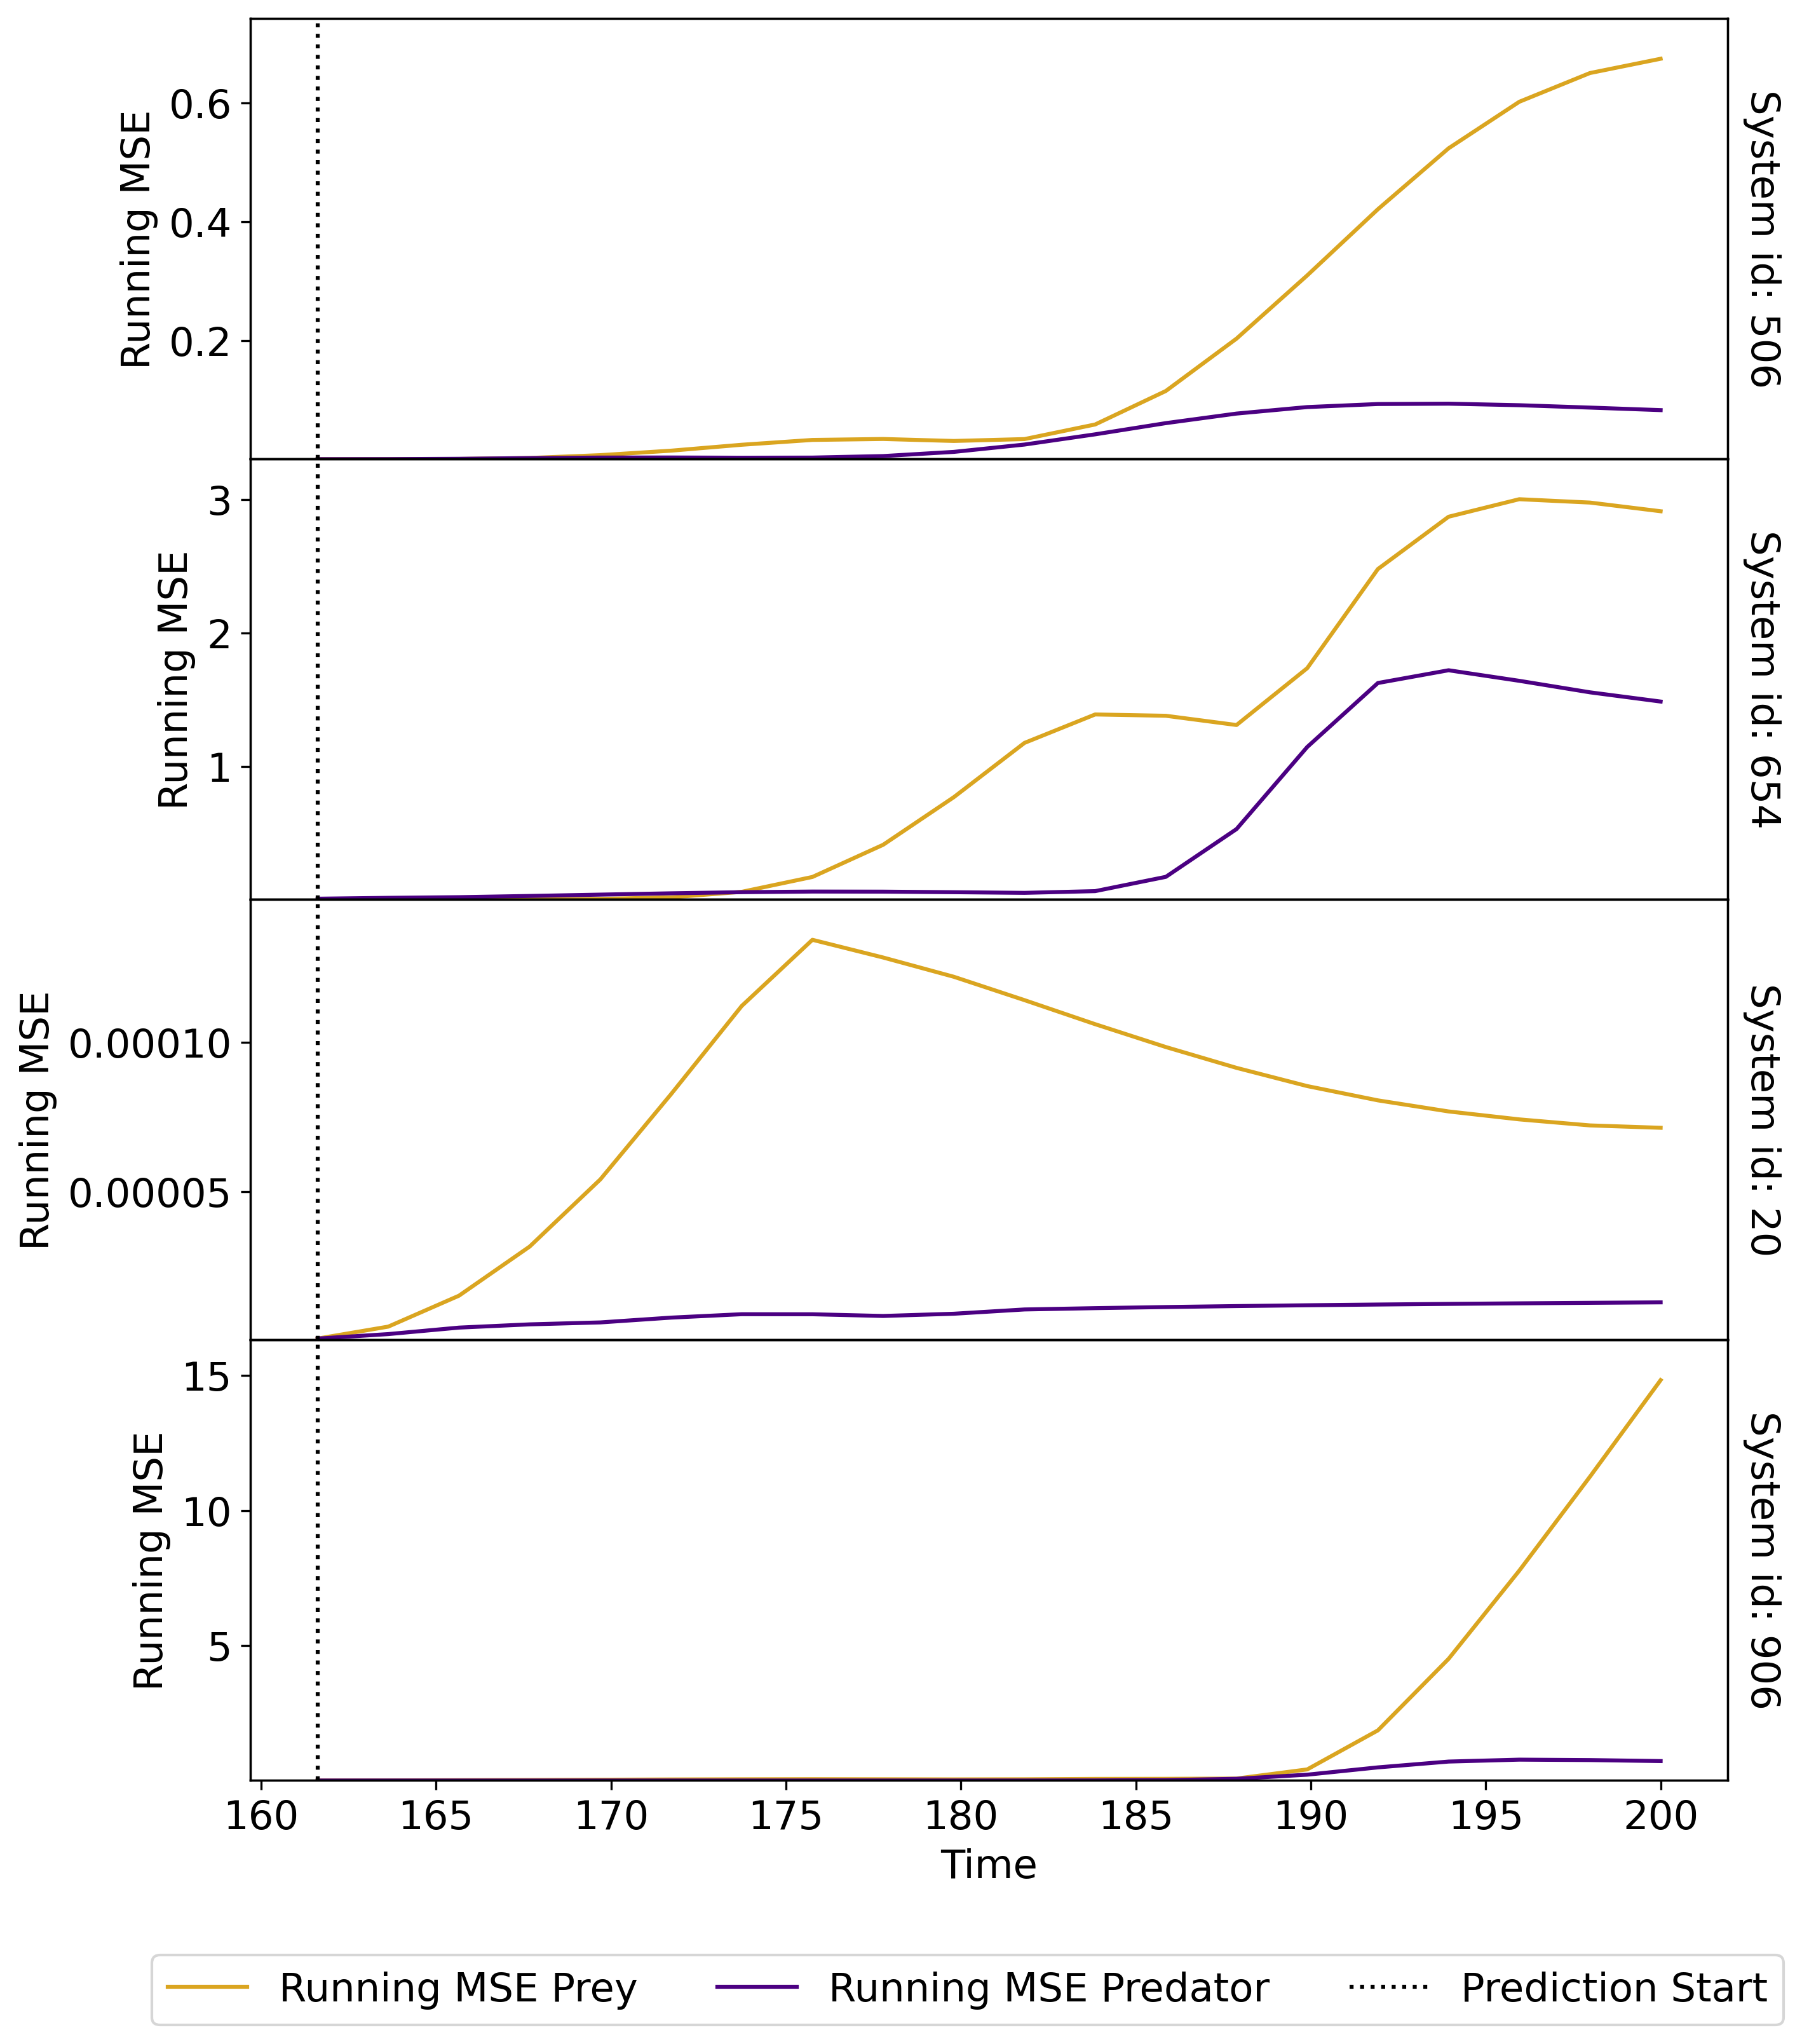 Running MSE
0.6
0.4
0.2
System id: 506
Running MSE
3
2
1
System id: 654
Running MSE
0.00010
0.00005
System id: 20
Running MSE
15
10
5
System id: 906
160 165 170 175 180 185 190 195 200
Time
Running MSE Prey Running MSE Predator Prediction Start